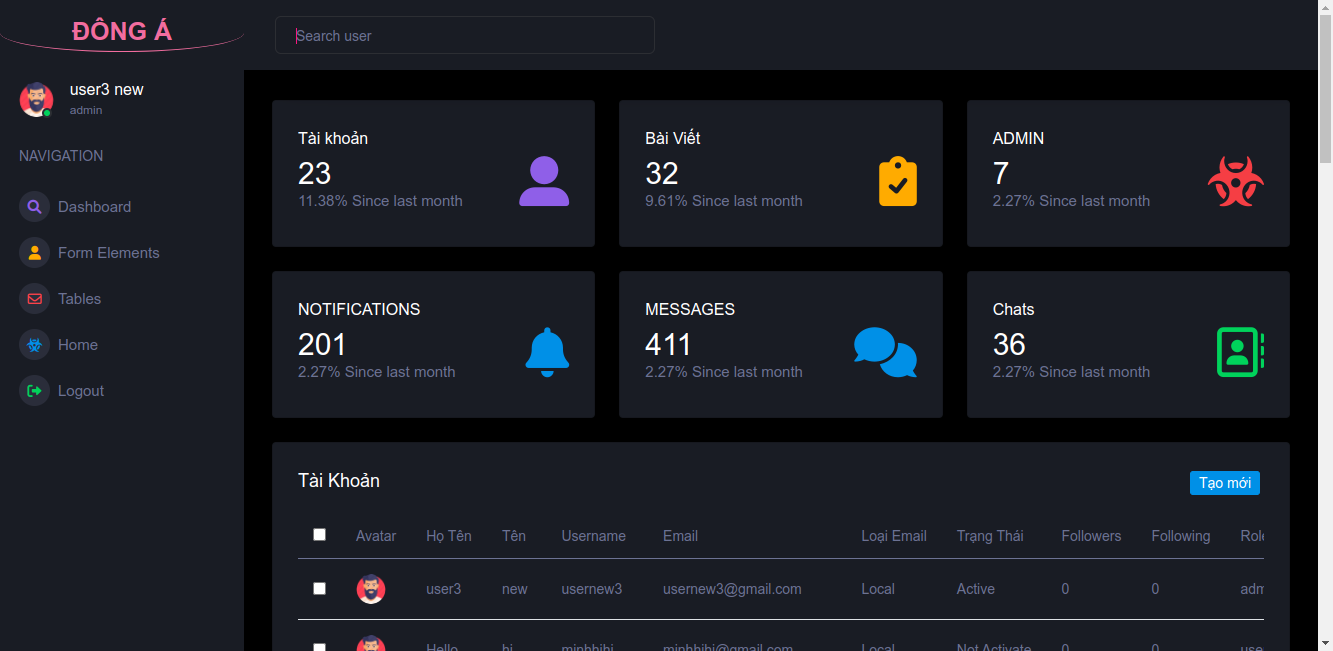 ĐÔNG Á
Search user
user3 new
admin
NAVIGATION
Dashboard
Form Elements
Tables
Home
Logout
Tài khoản
23
11.38% Since last month
Bài Viết
32
9.61% Since last month
ADMIN
7
2.27% Since last month
NOTIFICATIONS
201
2.27% Since last month
MESSAGES
411
2.27% Since last month
Chats
36
2.27% Since last month
Tài Khoản
Tạo mới
Avatar Họ Tên Tên Username Email Loại Email Trạng Thái Followers Following Role
user3 new usernew3 usernew3@gmail.com Local Active 0 0 adm
Hello hi minhhihi minhhihi@gmail.com Local Not Activate 0 0 use